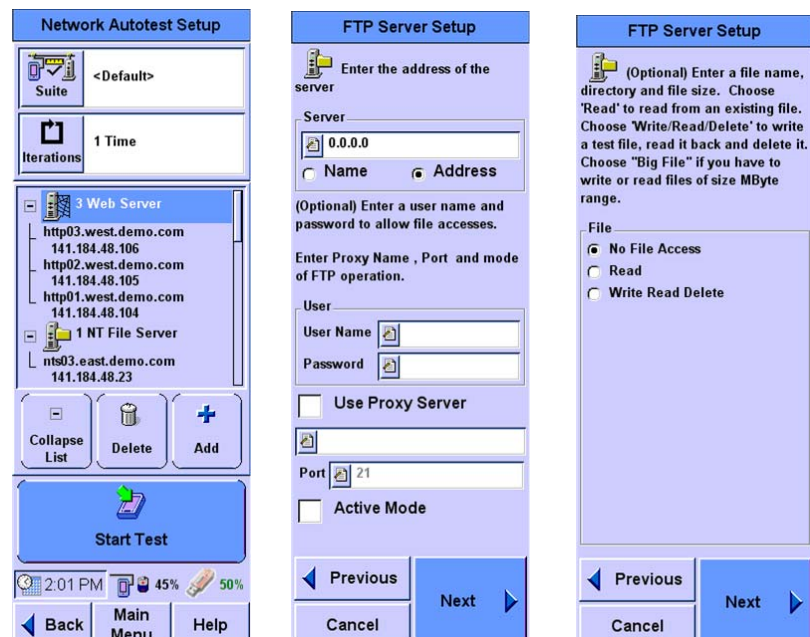 Network Autotest Setup
Suite
<Default>
Iterations
1 Time
3 Web Server
http03.west.demo.com
141.184.48.106
http02.west.demo.com
141.184.48.105
http01.west.demo.com
141.184.48.104
1 NT File Server
nts03.east.demo.com
141.184.48.23
Collapse
List
Delete
Add
Start Test
2:01 PM
45%
50%
Back
Main
Menu
Help
FTP Server Setup
Enter the address of the
server
Server
0.0.0.0
Name
Address
(Optional) Enter a user name and
password to allow file accesses.
Enter Proxy Name , Port and mode
of FTP operation.
User
User Name
Password
Use Proxy Server
Port
21
Active Mode
Previous
Next
Cancel
FTP Server Setup
(Optional) Enter a file name,
directory and file size. Choose
'Read' to read from an existing file.
Choose 'Write/Read/Delete' to write
a test file, read it back and delete it.
Choose "Big File" if you have to
write or read files of size MByte
range.
File
No File Access
Read
Write Read Delete
Previous
Next
Cancel